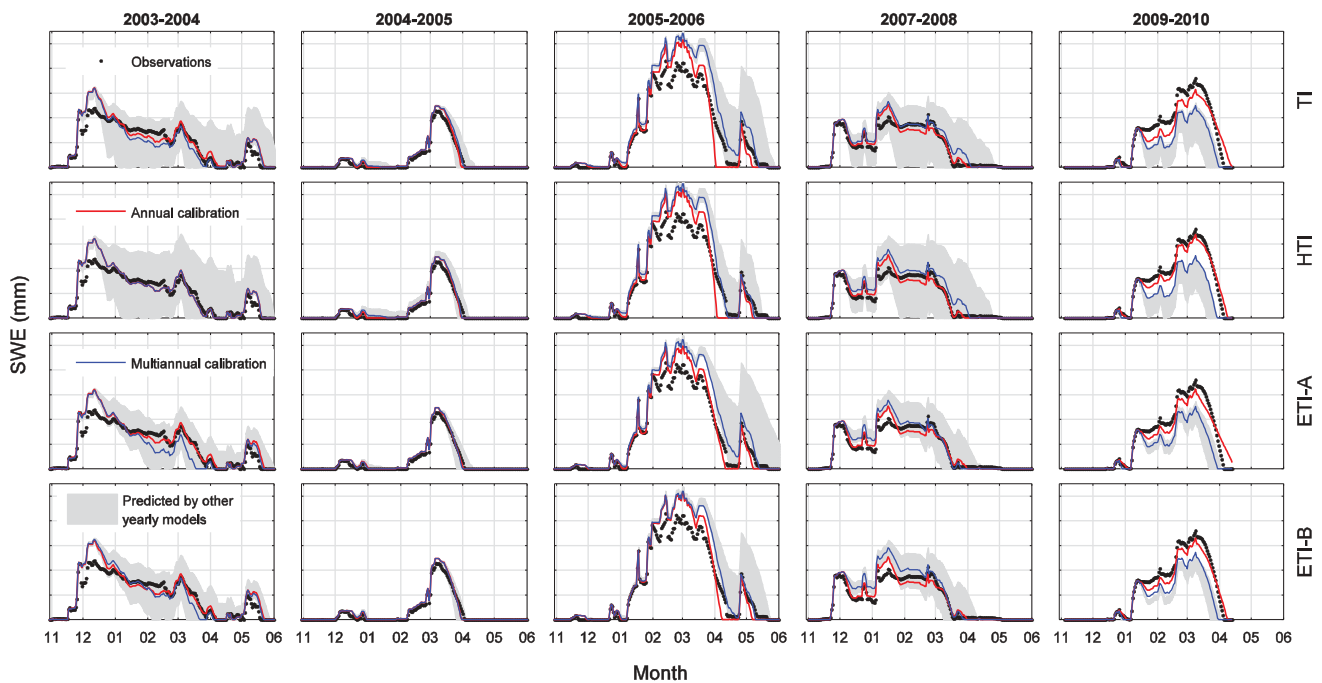 2003-2004
2004-2005
2005-2006
2007-2008
2009-2010
Observations
TI
Annual calibration
HTI
SWE (mm)
Multiannual calibration
ETI-A
Predicted by other
yearly models
ETI-B
11 12 01 02 03 04 05 06
11 12 01 02 03 04 05 06
11 12 01 02 03 04 05 06
11 12 01 02 03 04 05 06
11 12 01 02 03 04 05 06
Month